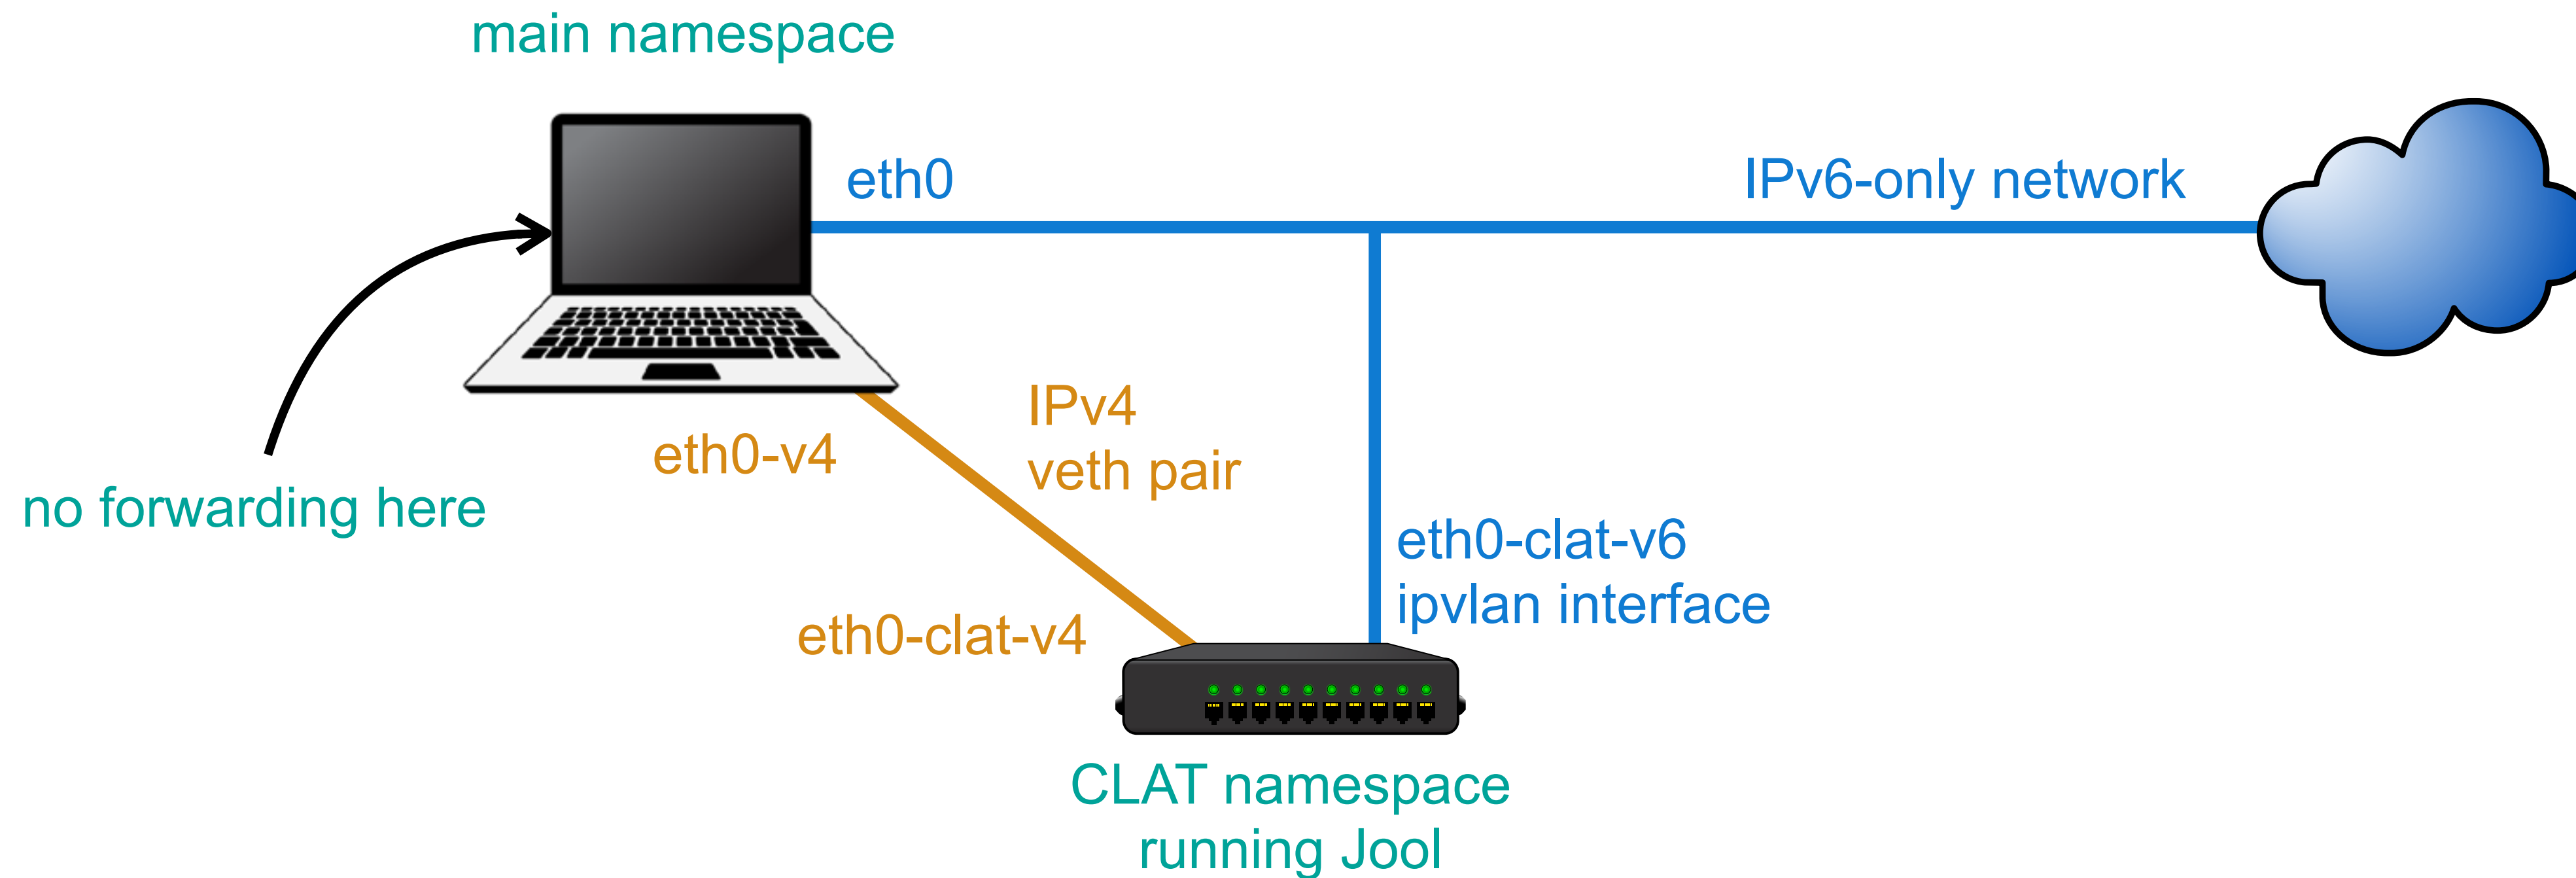 main namespace
eth0
IPv6-only network
no forwarding here
eth0-v4
IPv4
veth pair
eth0-clat-v6
ipvlan interface
eth0-clat-v4
CLAT namespace
running Jool